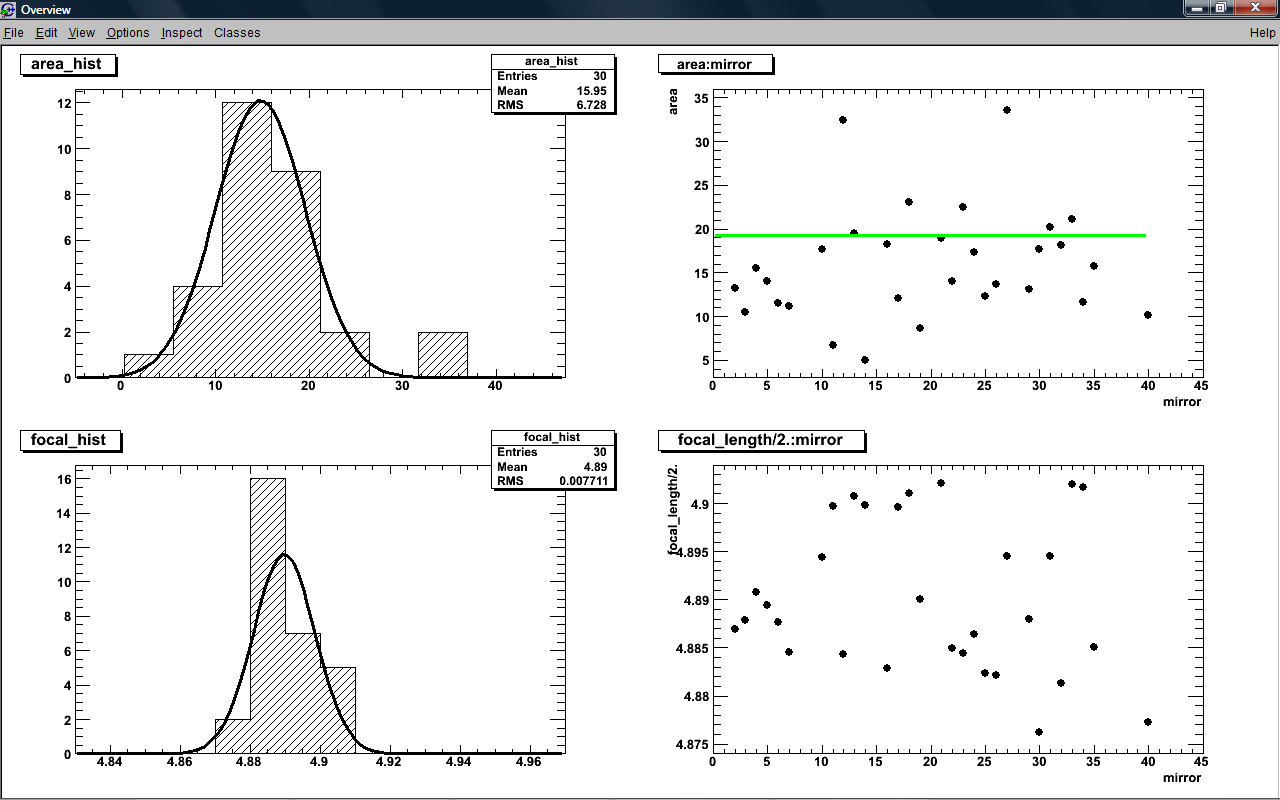 Overview
File Edit View Options Inspect Classes Help
area_hist
area_hist
Entries 30
Mean 15.95
RMS 6.728
12
10
8
6
4
2
0
0 10 20 30 40
area:mirror
area
35
30
25
20
15
10
5
0 5 10 15 20 25 30 35 40 45
mirror
focal_hist
focal_hist
Entries 30
Mean 4.89
RMS 0.007711
16
14
12
10
8
6
4
2
0
4.84 4.86 4.88 4.9 4.92 4.94 4.96
focal_length/2.:mirror
focal_length/2.
4.9
4.895
4.89
4.885
4.88
4.875
0 5 10 15 20 25 30 35 40 45
mirror